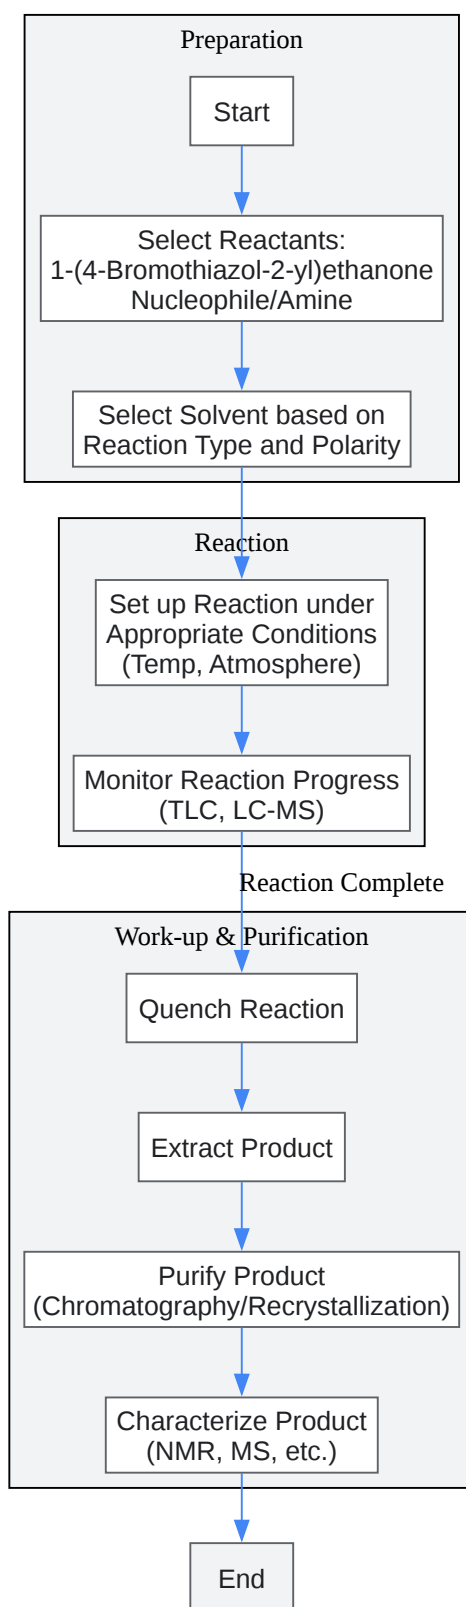 Preparation
Start
Select Reactants:
1-(4-Bromothiazol-2-yl)ethanone
Nucleophile/Amine
Select Solvent based on
Reaction Type and Polarity
Reaction
Set up Reaction under
Appropriate Conditions
(Temp, Atmosphere)
Monitor Reaction Progress
(TLC, LC-MS)
Reaction Complete
Work-up & Purification
Quench Reaction
Extract Product
Purify Product
(Chromatography/Recrystallization)
Characterize Product
(NMR, MS, etc.)
End